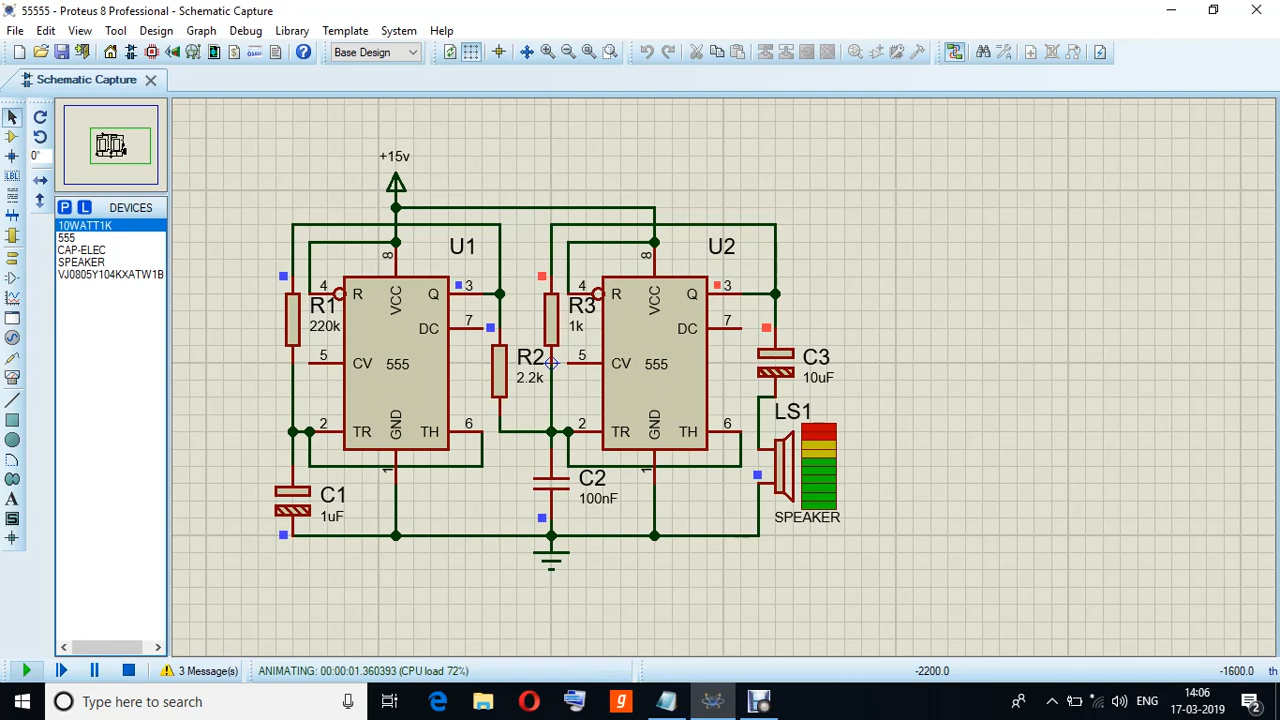 55555 - Proteus 8 Professional - Schematic Capture
File Edit View Tool Design Graph Debug Library Template System Help
Base Design
Schematic Capture
0°
P L DEVICES
10WATT1K
555
CAP-ELEC
SPEAKER
VJ0805Y104KXATW1B
+15v
U1
U2
8
8
4 R VCC Q 3
4 R VCC Q 3
R1
220k
R3
1k
DC 7
DC 7
5 CV 555
R2
2.2k
5 CV 555
C3
10uF
2 TR GND TH 6
2 TR GND TH 6
LS1
1
1
C1
1uF
C2
100nF
SPEAKER
3 Message(s)
ANIMATING: 00:00:01.360393 (CPU load 72%)
-2200.0
-1600.0
th
Type here to search
ENG
14:06
17-03-2019
2